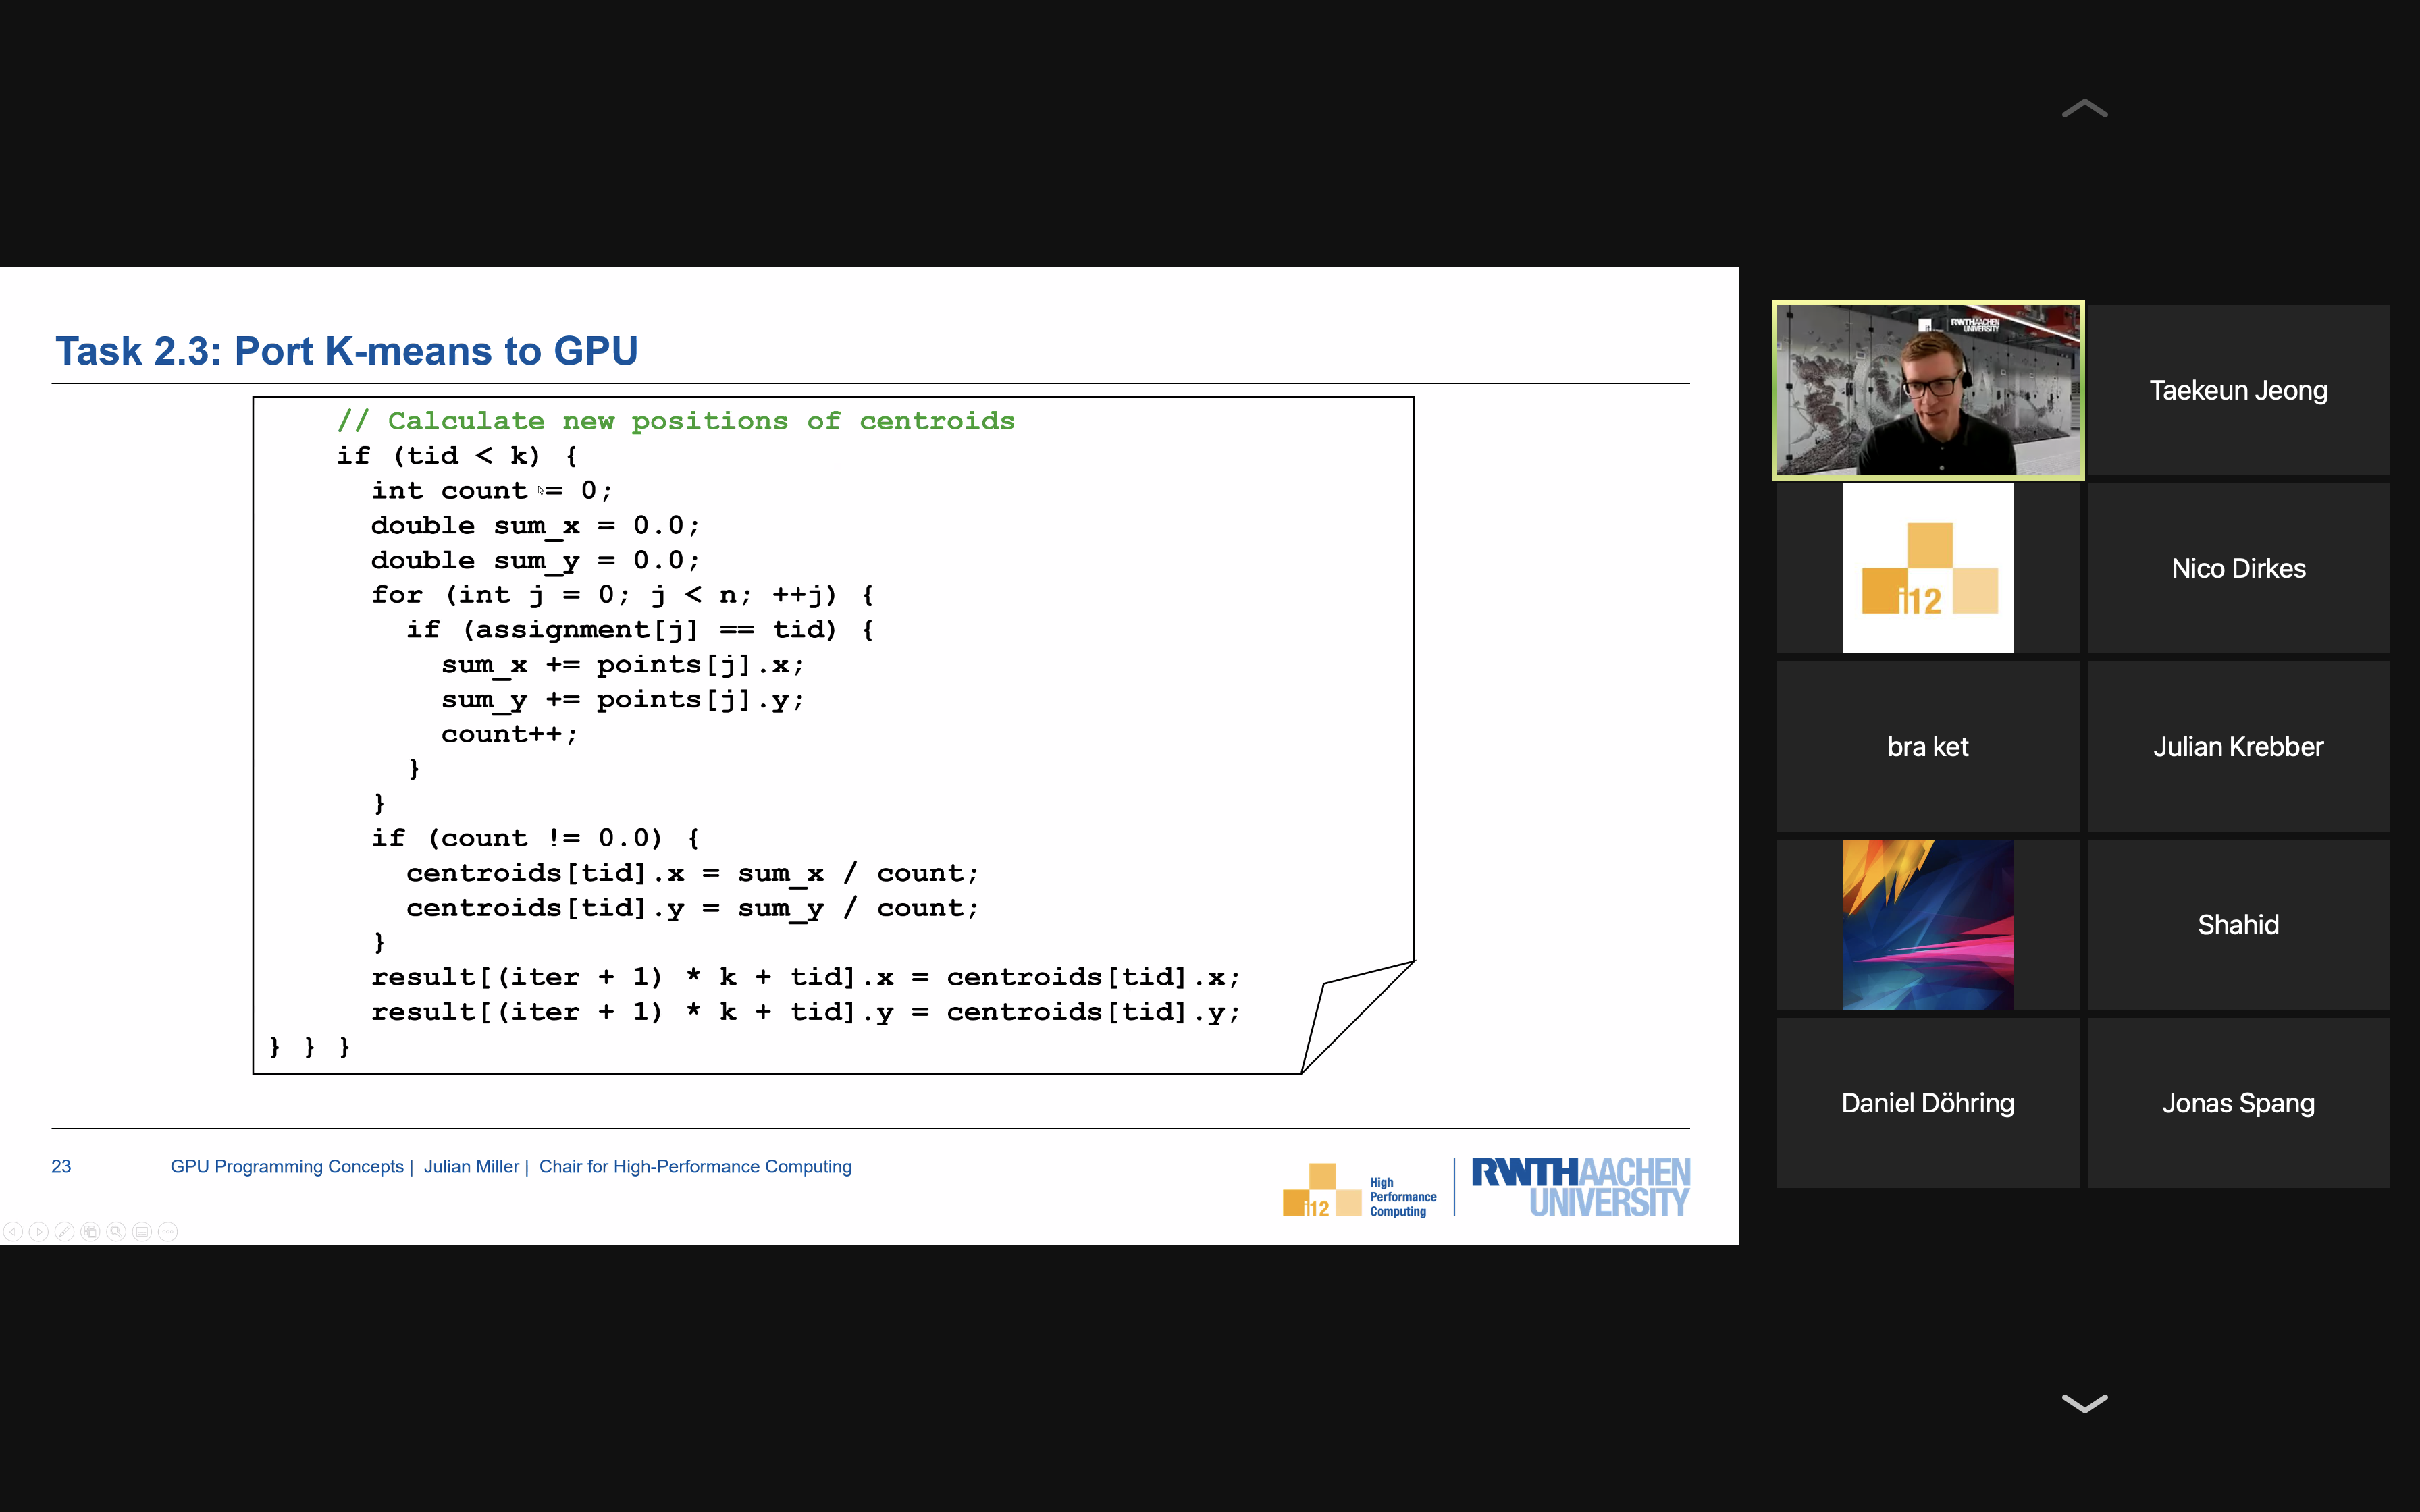 Task 2.3: Port K-means to GPU
// Calculate new positions of centroids
if (tid < k) {
int count = 0;
double sum_x = 0.0;
double sum_y = 0.0;
for (int j = 0; j < n; ++j) {
if (assignment[j] == tid) {
sum_x += points[j].x;
sum_y += points[j].y;
count++;
}
}
if (count != 0.0) {
centroids[tid].x = sum_x / count;
centroids[tid].y = sum_y / count;
}
result[(iter + 1) * k + tid].x = centroids[tid].x;
result[(iter + 1) * k + tid].y = centroids[tid].y;
} } }
23 GPU Programming Concepts | Julian Miller | Chair for High-Performance Computing
i12
High
Performance
Computing
RWTHAACHEN
UNIVERSITY
RWTHAACHEN
UNIVERSITY
Taekeun Jeong
i12
Nico Dirkes
bra ket
Julian Krebber
Shahid
Daniel Döhring
Jonas Spang